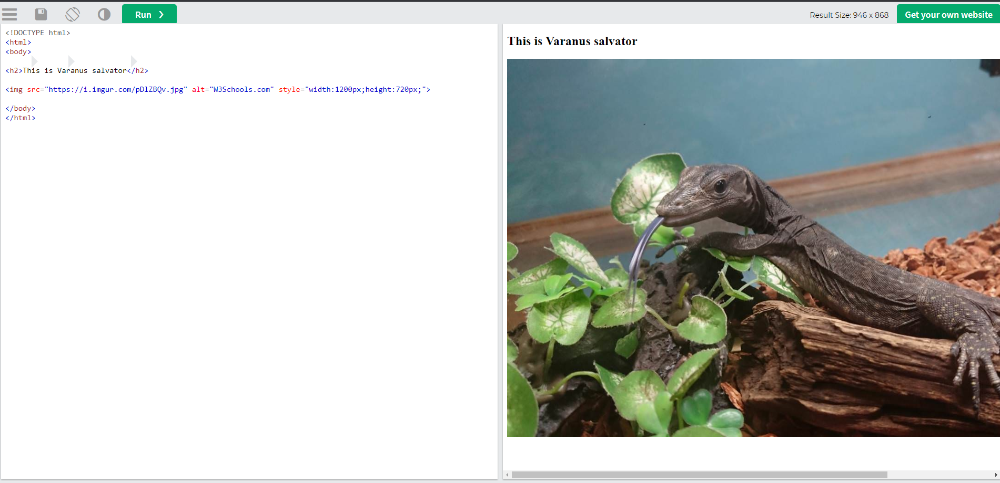 Run ❯
Result Size: 946 x 868
Get your own website
<!DOCTYPE html>
<html>
<body>
<h2>This is Varanus salvator</h2>
<img src="https://i.imgur.com/pDlZBQv.jpg" alt="W3Schools.com" style="width:1200px;height:720px;">
</body>
</html>
This is Varanus salvator